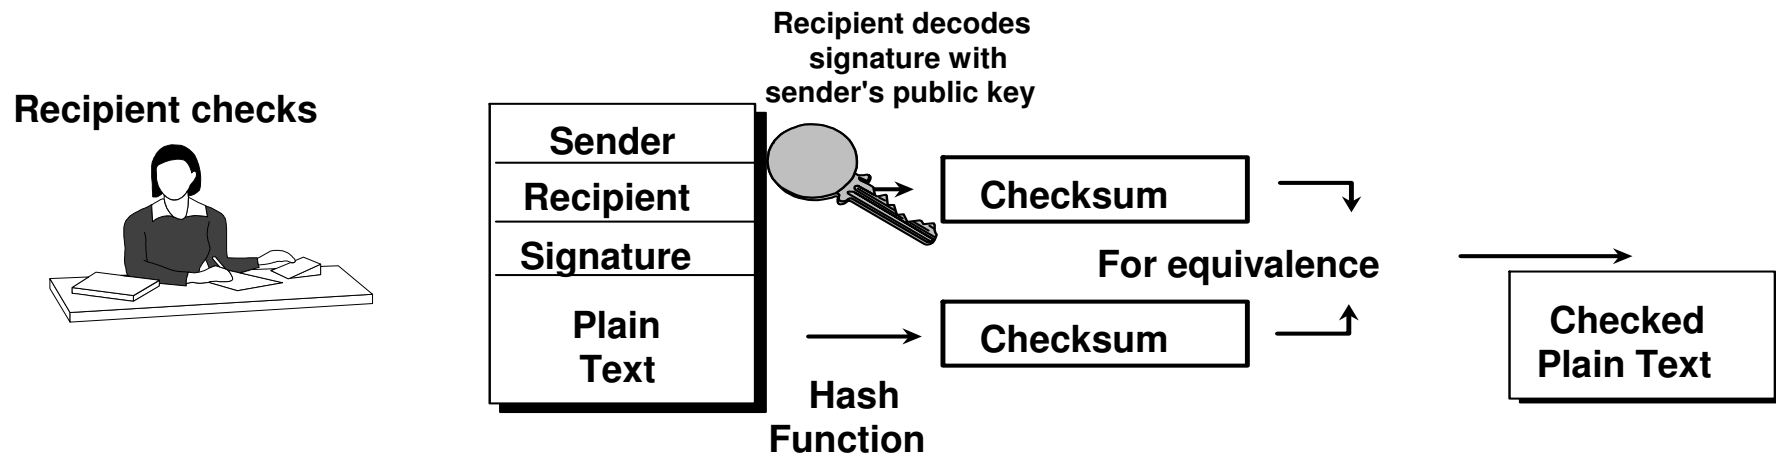 Recipient checks
Recipient decodes
signature with
sender's public key
Sender
Recipient
Signature
Plain
Text
Checksum
For equivalence
Checksum
Hash
Function
Checked
Plain Text